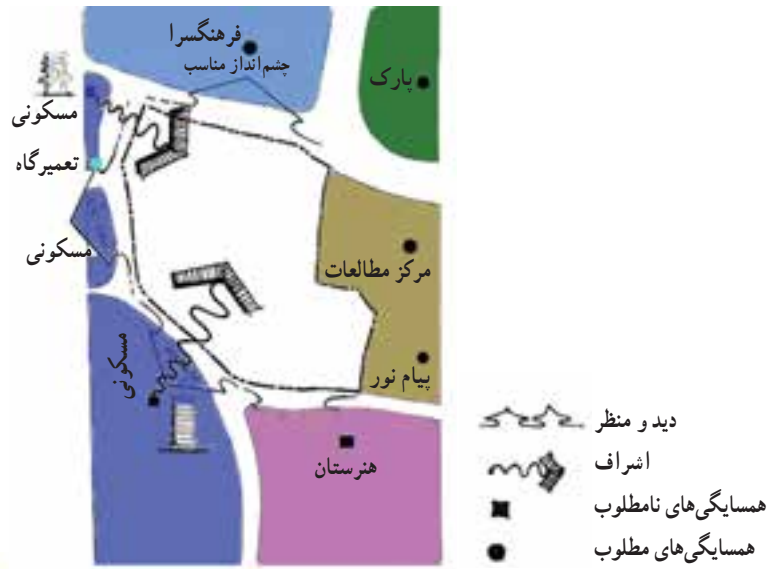 فرهنگسرا
چشم‌انداز مناسب
پارک
مسکونی
تعمیرگاه
مسکونی
مرکز مطالعات
مسکونی
پیام نور
هنرستان
دید و منظر
اشراف
همسایگی‌های نامطلوب
همسایگی‌های مطلوب